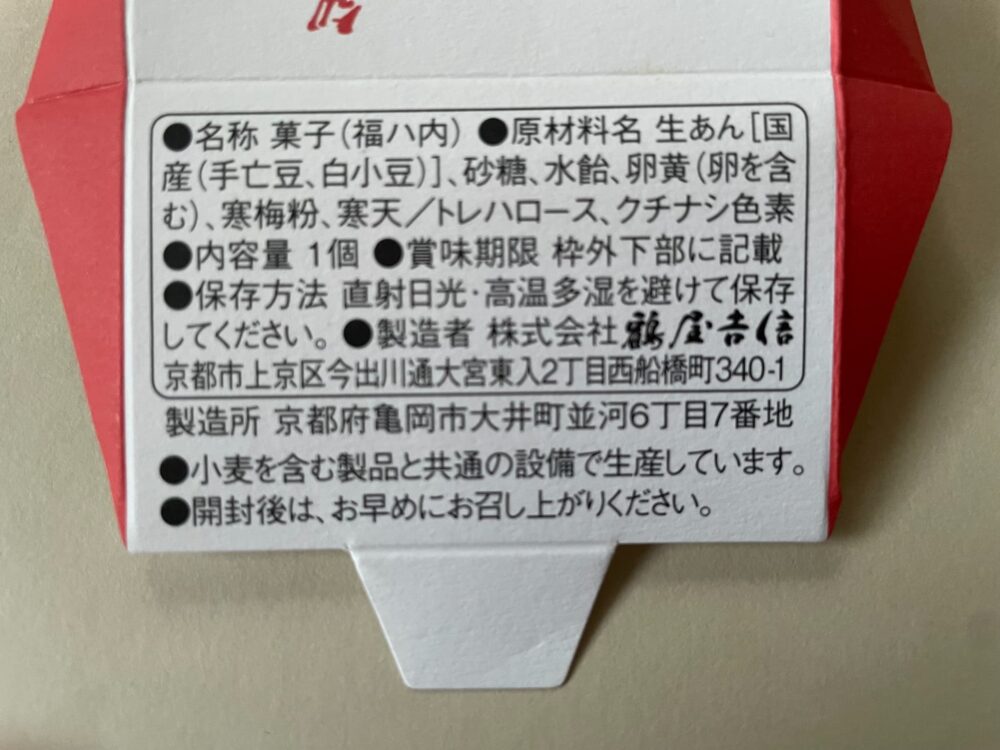 ●名称 菓子(福ハ内) ●原材料名 生あん[国
産(手亡豆、白小豆)]、砂糖、水飴、卵黄(卵を含
む)、寒梅粉、寒天／トレハロース、クチナシ色素
●内容量 1個 ●賞味期限 枠外下部に記載
●保存方法 直射日光・高温多湿を避けて保存
してください。 ●製造者 株式会社鶴屋吉信
京都市上京区今出川通大宮東入2丁目西船橋町340-1
製造所 京都府亀岡市大井町並河6丁目7番地
●小麦を含む製品と共通の設備で生産しています。
●開封後は、お早めにお召し上がりください。